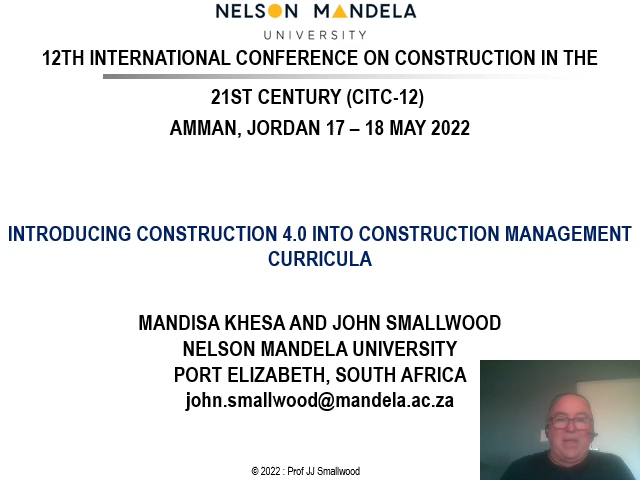 NELSON MANDELA
UNIVERSITY
12TH INTERNATIONAL CONFERENCE ON CONSTRUCTION IN THE
21ST CENTURY (CITC-12)
AMMAN, JORDAN 17 – 18 MAY 2022
INTRODUCING CONSTRUCTION 4.0 INTO CONSTRUCTION MANAGEMENT
CURRICULA
MANDISA KHESA AND JOHN SMALLWOOD
NELSON MANDELA UNIVERSITY
PORT ELIZABETH, SOUTH AFRICA
john.smallwood@mandela.ac.za
© 2022 : Prof JJ Smallwood